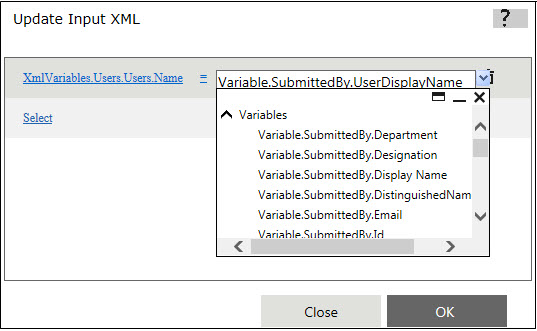 Update Input XML
?
XmlVariables.Users.Users.Name = Variable.SubmittedBy.UserDisplayName
Variables
Select
Variable.SubmittedBy.Department
Variable.SubmittedBy.Designation
Variable.SubmittedBy.Display Name
Variable.SubmittedBy.DistinguishedNam
Variable.SubmittedBy.Email
Variable.SubmittedBy.Id
Close
OK